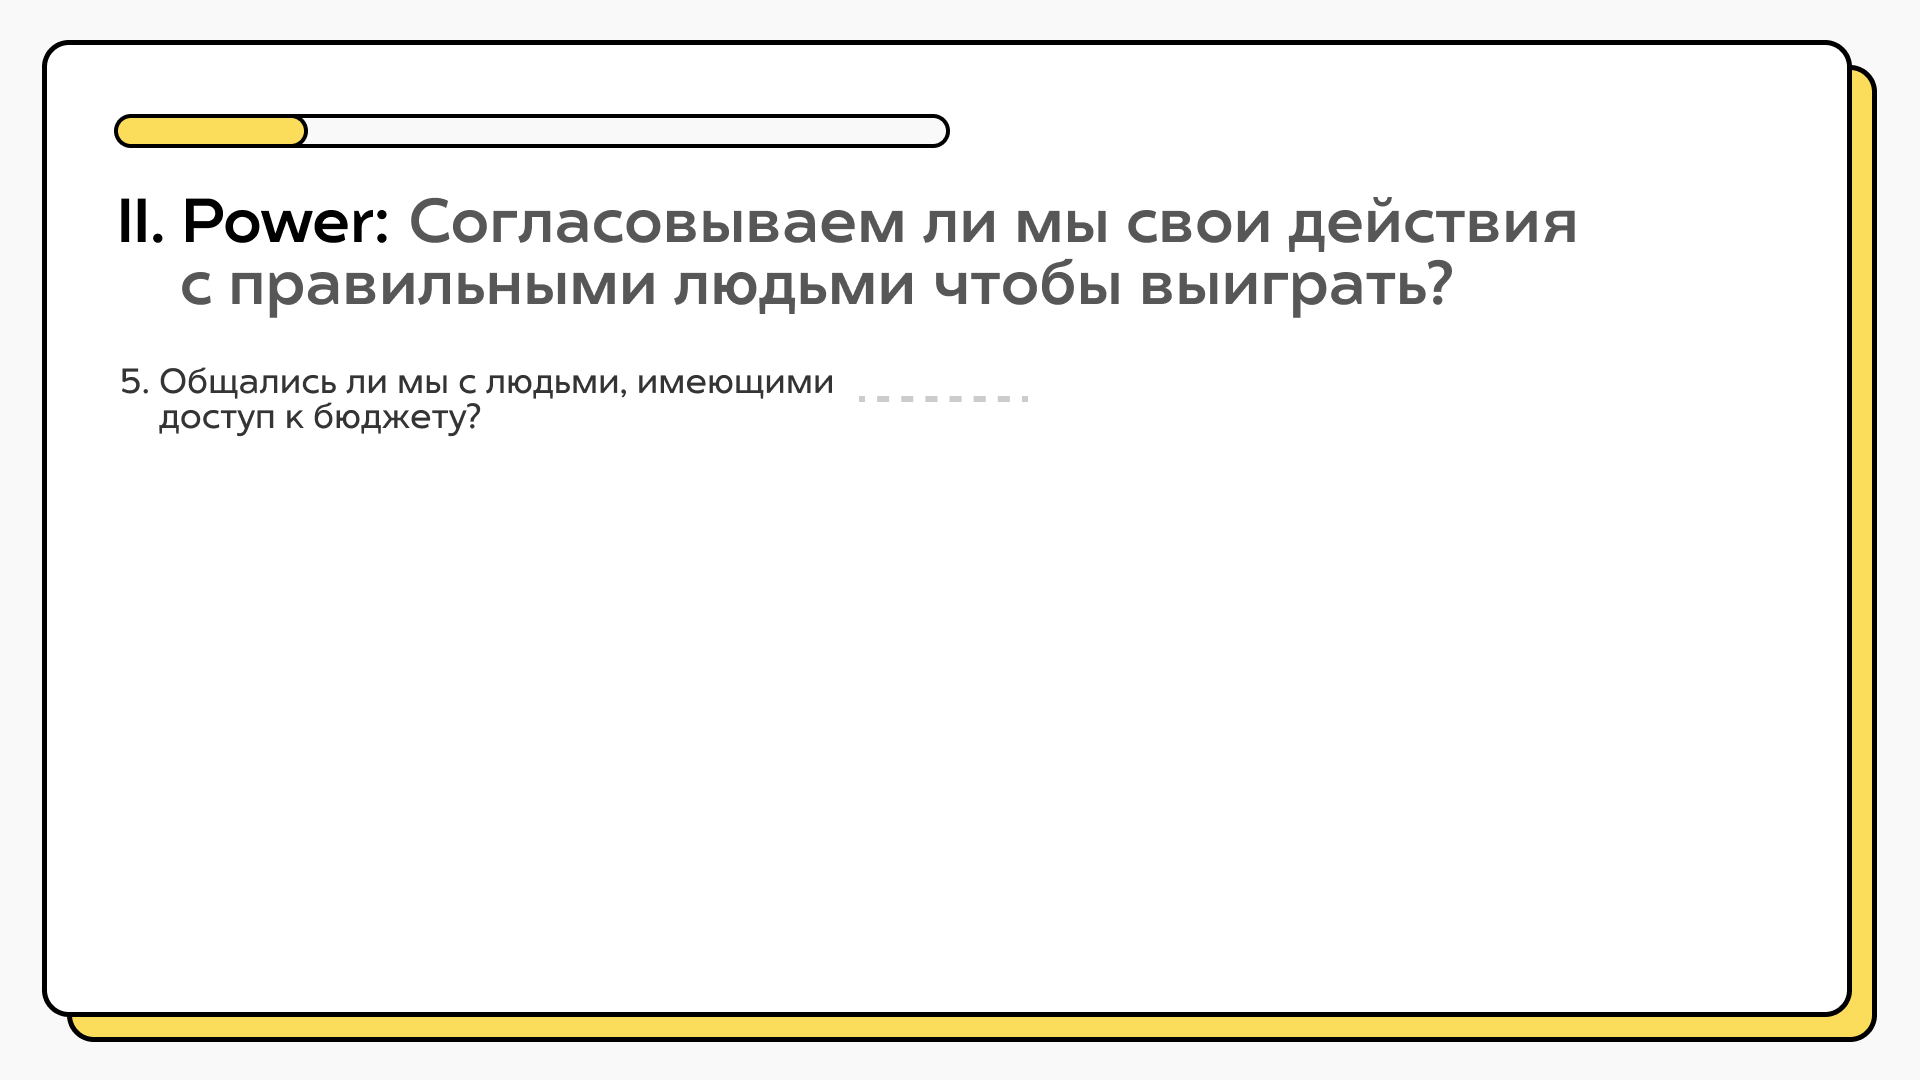 II. Power: Согласовываем ли мы свои действия
с правильными людьми чтобы выиграть?
5. Общались ли мы с людьми, имеющими
доступ к бюджету?